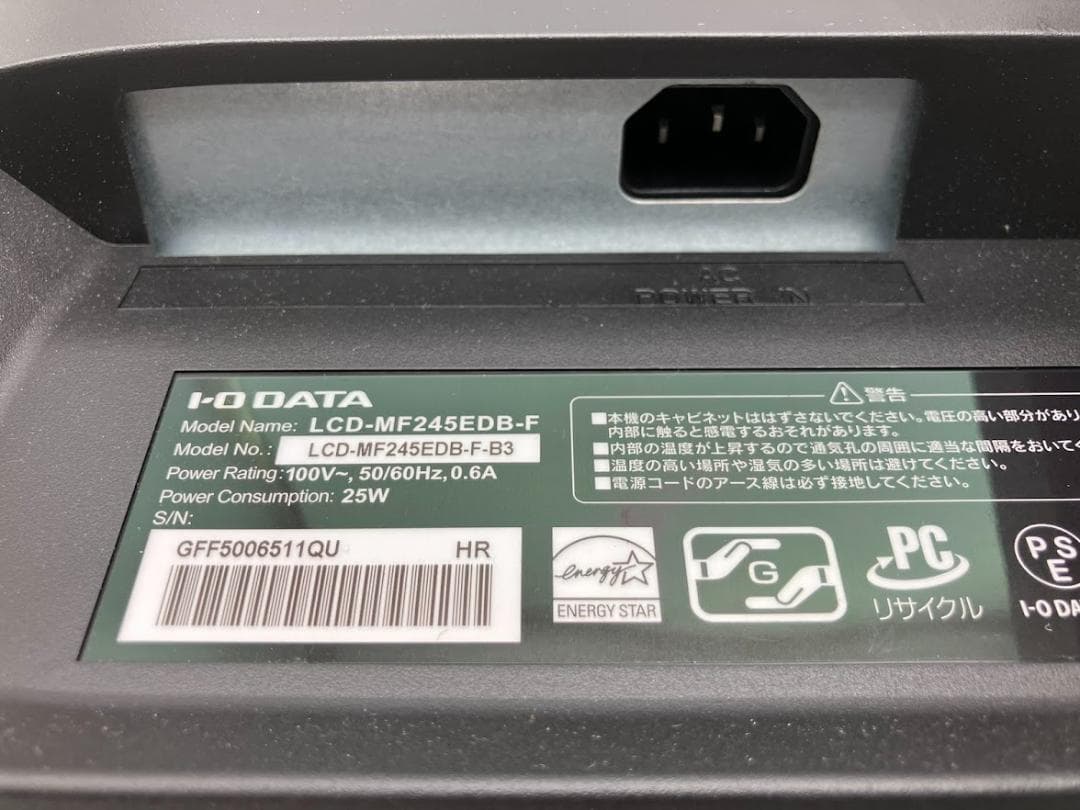 AC
POWER IN
I-O DATA
Model Name: LCD-MF245EDB-F
Model No.: LCD-MF245EDB-F-B3
Power Rating: 100V~, 50/60Hz, 0.6A
Power Consumption: 25W
S/N:
GFF5006511QU HR
警告
■本機のキャビネットははずさないでください。電圧の高い部分があり
内部に触ると感電するおそれがあります。
■内部の温度が上昇するので通気孔の周囲に適当な間隔をおいてく
■温度の高い場所や湿気の多い場所は避けてください。
■電源コードのアース線は必ず接地してください。
energy
ENERGY STAR
G
PC
リサイクル
PS
E
I-O DA